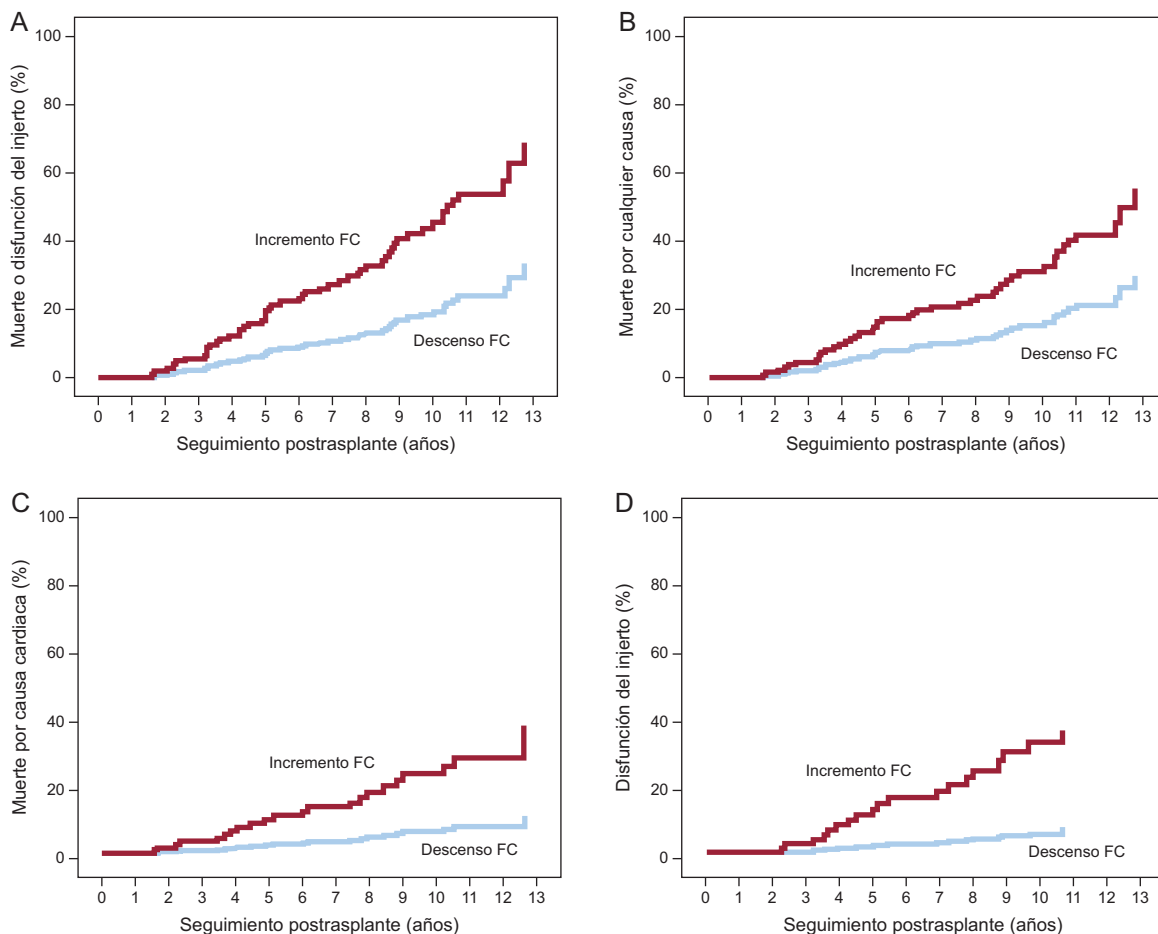 A
Muerte o disfunción del injerto (%)
100
80
60
40
20
0
Incremento FC
Descenso FC
0 1 2 3 4 5 6 7 8 9 10 11 12 13
Seguimiento postrasplante (años)
B
Muerte por cualquier causa (%)
100
80
60
40
20
0
Incremento FC
Descenso FC
0 1 2 3 4 5 6 7 8 9 10 11 12 13
Seguimiento postrasplante (años)
C
Muerte por causa cardiaca (%)
100
80
60
40
20
0
Incremento FC
Descenso FC
0 1 2 3 4 5 6 7 8 9 10 11 12 13
Seguimiento postrasplante (años)
D
Disfunción del injerto (%)
100
80
60
40
20
0
Incremento FC
Descenso FC
0 1 2 3 4 5 6 7 8 9 10 11 12 13
Seguimiento postrasplante (años)